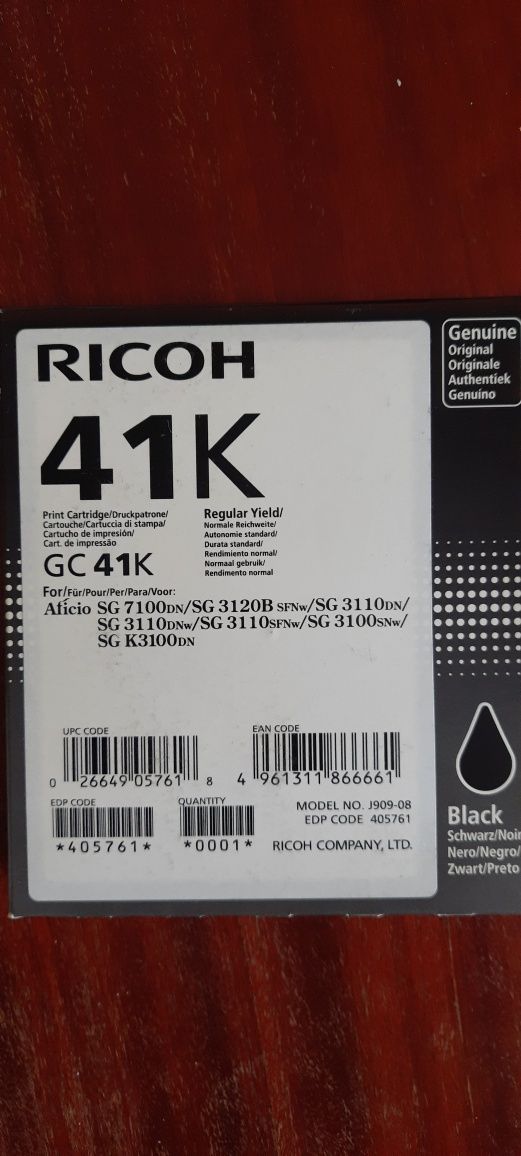 RICOH
41K
Print Cartridge/Druckpatrone/
Cartouche/Cartuccia di stampa/
Cartucho de impresión/
Cart. de impressão
GC 41K
Regular Yield/
Normale Reichweite/
Autonomie standard/
Durata standard/
Rendimiento normal/
Normaal gebruik/
Rendimento normal
For/Für/Pour/Per/Para/Voor:
Aficio SG 7100DN/SG 3120B SFNw/SG 3110DN/
SG 3110DNw/SG 3110SFNw/SG 3100SNw/
SG K3100DN
UPC CODE
0 26649 05761 8
EAN CODE
4 961311 866661
EDP CODE
*405761*
QUANTITY
*0001*
MODEL NO. J909-08
EDP CODE 405761
RICOH COMPANY, LTD.
Genuine
Original
Originale
Authentiek
Genuino
Black
Schwarz/Noir
Nero/Negro/
Zwart/Preto